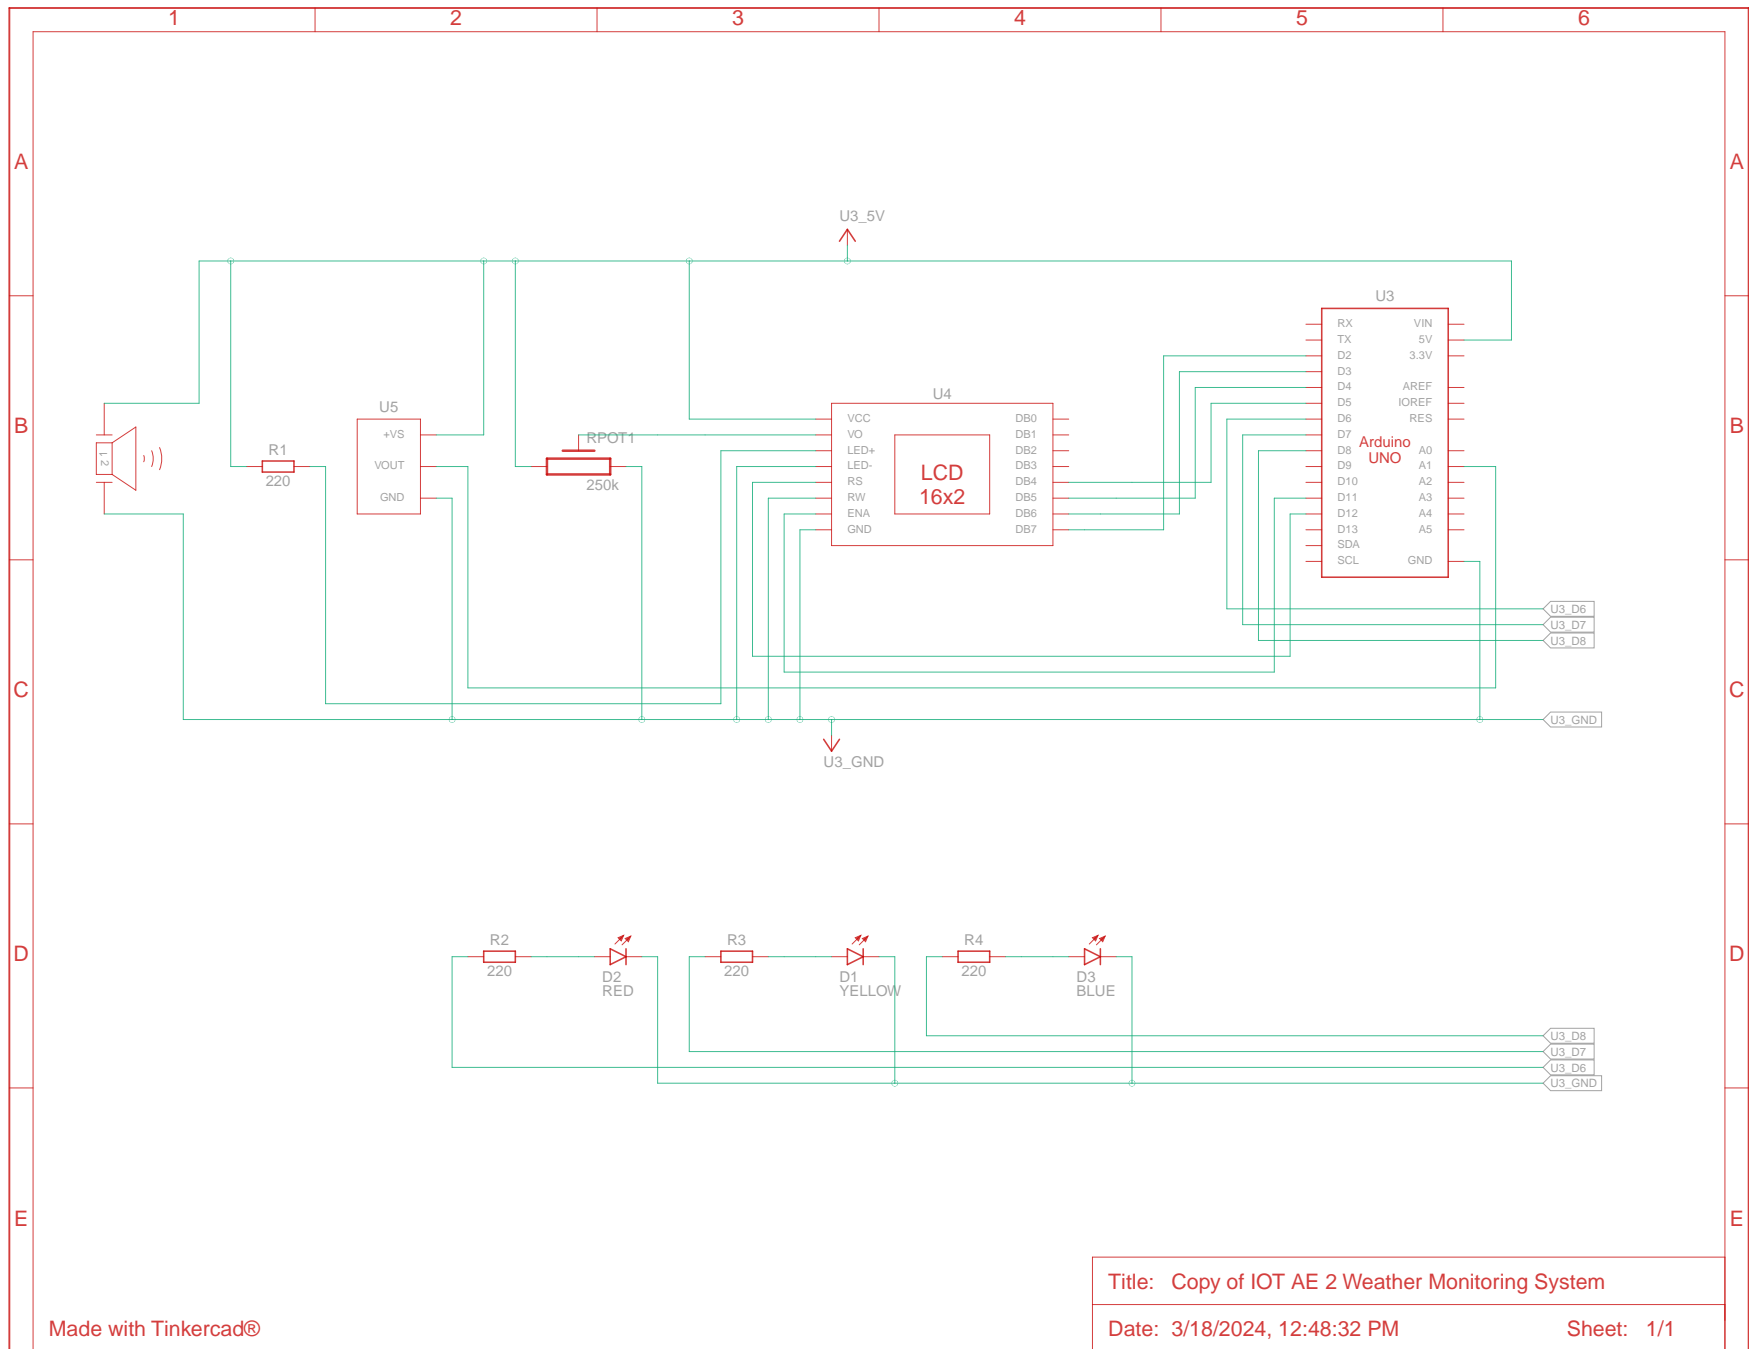 1 2 3 4 5 6
A A
U3_5V
U3
RX VIN
TX 5V
D2 3.3V
D3
D4 AREF
D5 IOREF
D6 RES
D7
D8 A0
D9 A1
D10 A2
D11 A3
D12 A4
D13 A5
SDA
SCL GND
Arduino
UNO
B B
U4
VCC DB0
VO DB1
LED+ DB2
LED- DB3
RS DB4
RW DB5
ENA DB6
GND DB7
LCD
16x2
U5
+VS
VOUT
GND
RPOT1
250k
R1
220
U3_D6
U3_D7
U3_D8
C C
U3_GND
U3_GND
D D
R2
220
D2
RED
R3
220
D1
YELLOW
R4
220
D3
BLUE
U3_D8
U3_D7
U3_D6
U3_GND
E E
Title: Copy of IOT AE 2 Weather Monitoring System
Made with Tinkercad®
Date: 3/18/2024, 12:48:32 PM Sheet: 1/1